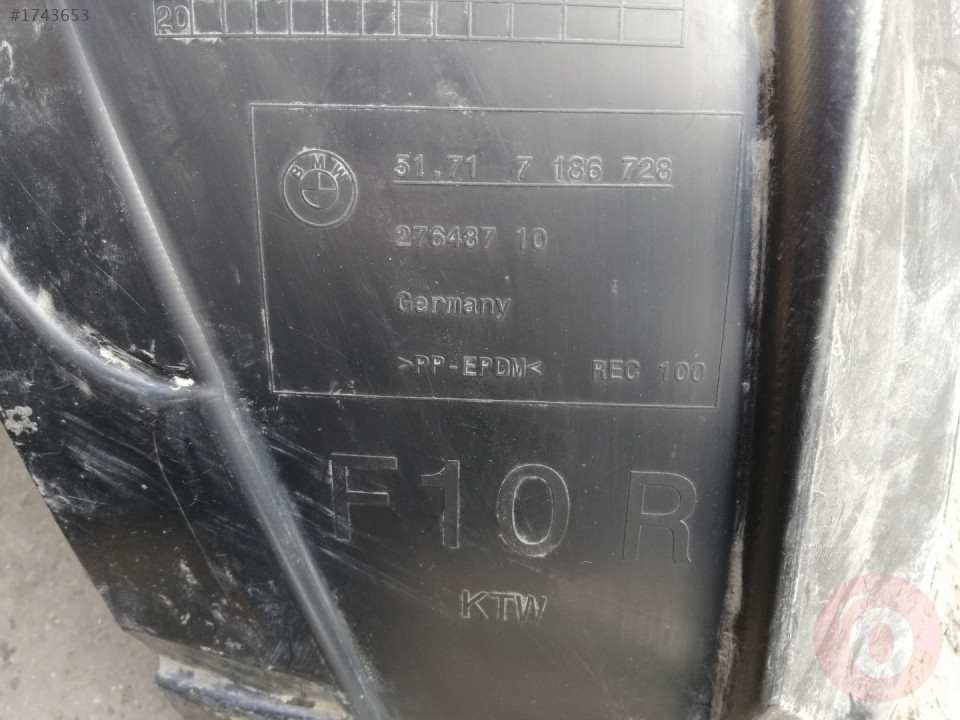 #1743653
20
BMW
51.71 7 186 728
276487 10
Germany
>PP-EPDM< REC 100
F10 R
KTW